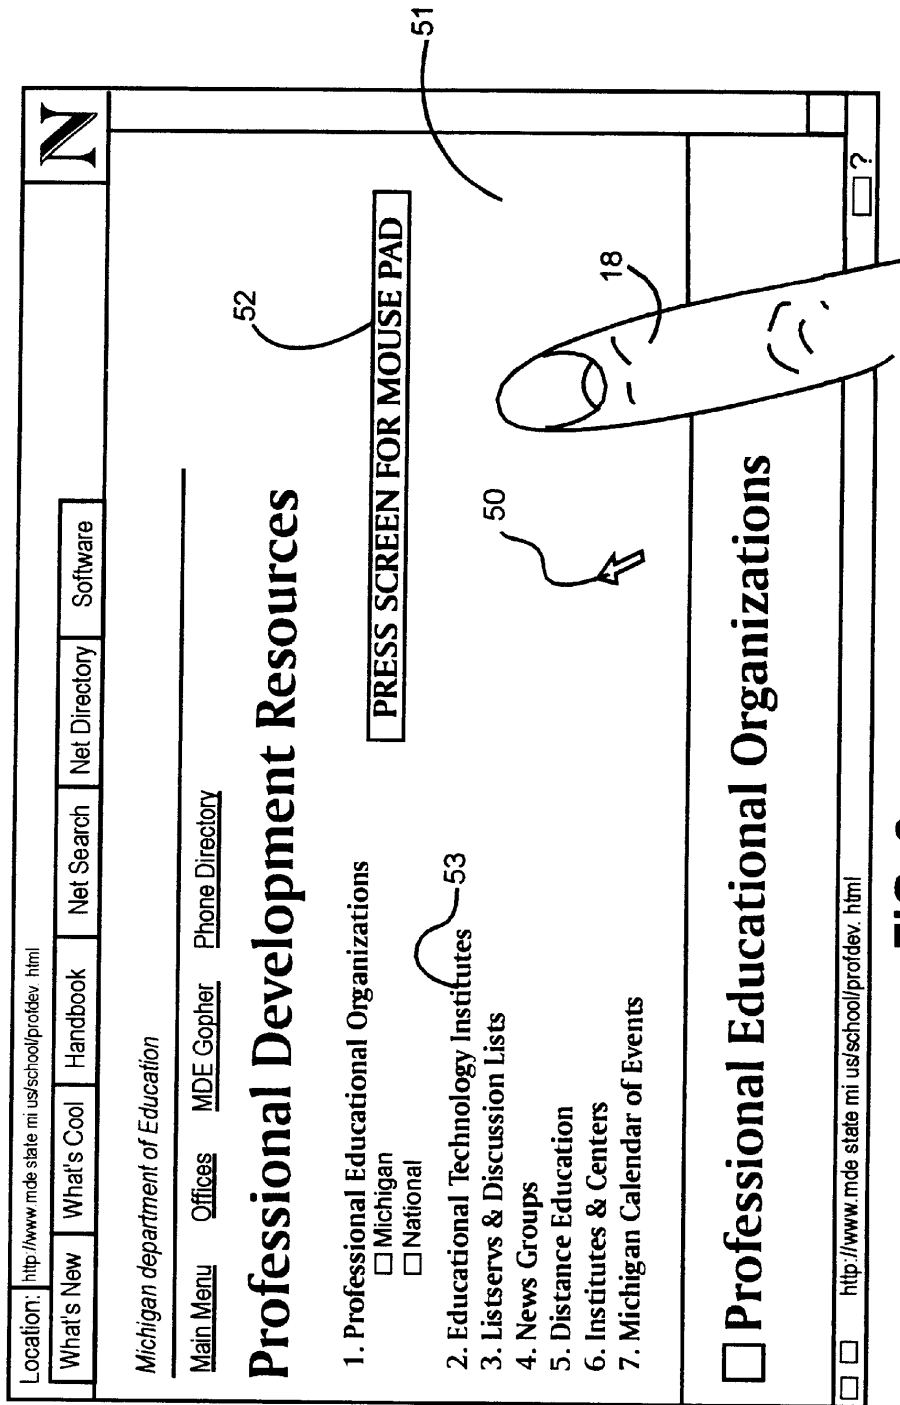 Location: http://www.mde state mi us/school/profdev. html
N
What's New What's Cool Handbook Net Search Net Directory Software
Michigan department of Education
Main Menu Offices MDE Gopher Phone Directory
Professional Development Resources
52
1. Professional Educational Organizations
☐ Michigan
☐ National
PRESS SCREEN FOR MOUSE PAD
51
53
2. Educational Technology Institutes
3. Listservs & Discussion Lists
4. News Groups
5. Distance Education
6. Institutes & Centers
7. Michigan Calendar of Events
50
18
☐ Professional Educational Organizations
http://www.mde state mi us/school/profdev. html
?